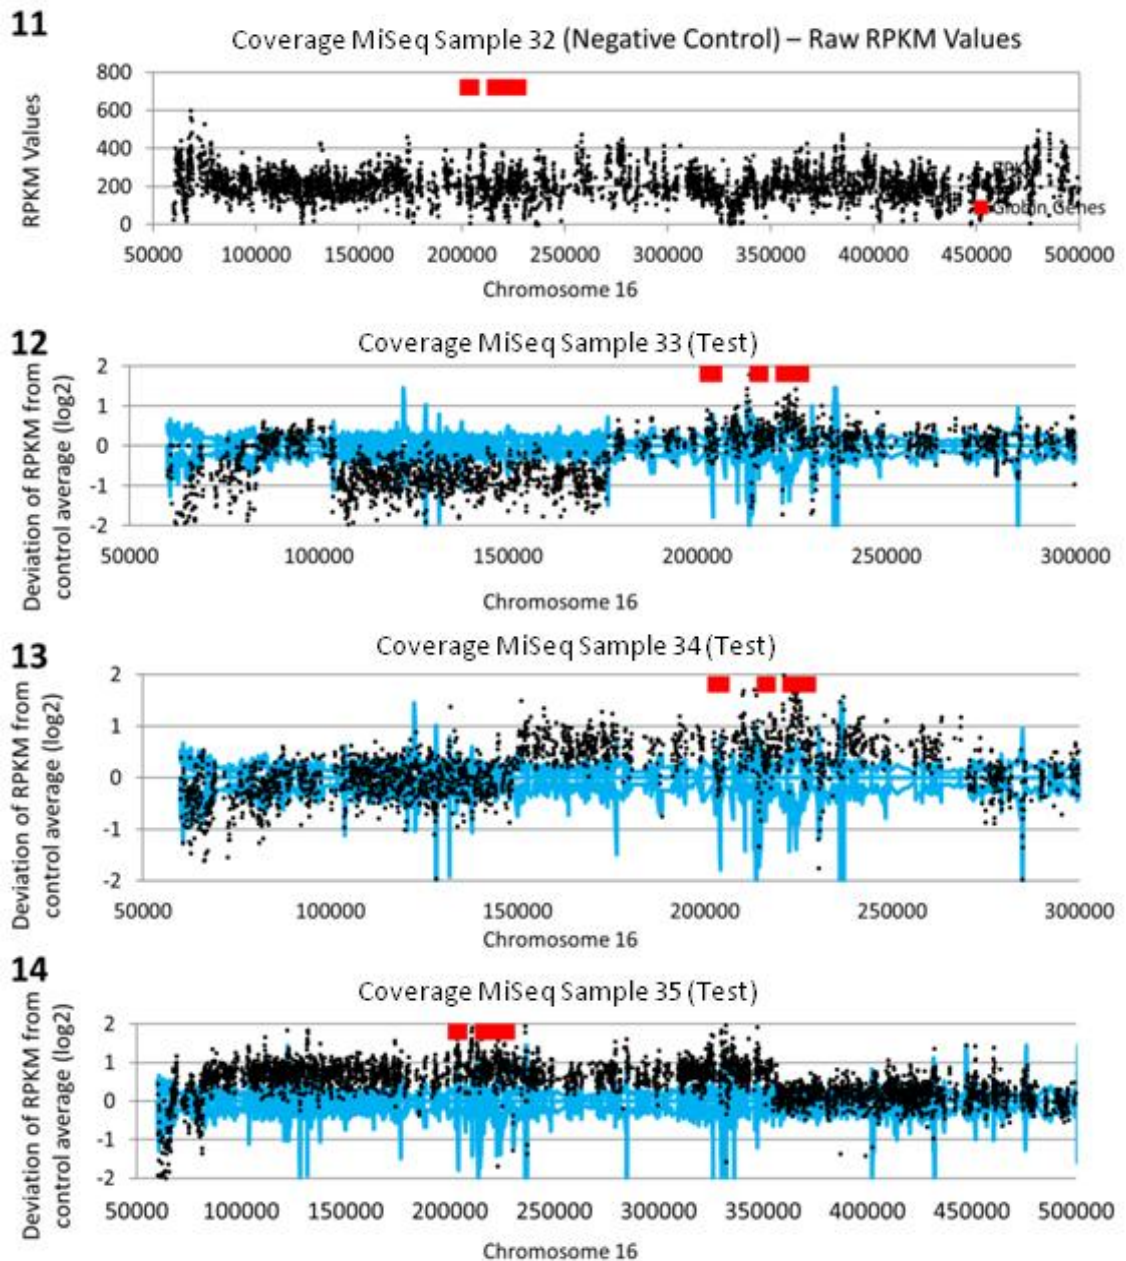 11
Coverage MiSeq Sample 32 (Negative Control) – Raw RPKM Values
RPKM Values
800
600
400
200
0
Globin Genes
50000 100000 150000 200000 250000 300000 350000 400000 450000 500000
Chromosome 16
12
Coverage MiSeq Sample 33 (Test)
Deviation of RPKM from
control average (log2)
2
1
0
-1
-2
50000 100000 150000 200000 250000 300000
Chromosome 16
13
Coverage MiSeq Sample 34 (Test)
Deviation of RPKM from
control average (log2)
2
1
0
-1
-2
50000 100000 150000 200000 250000 300000
Chromosome 16
14
Coverage MiSeq Sample 35 (Test)
Deviation of RPKM from
control average (log2)
2
1
0
-1
-2
50000 100000 150000 200000 250000 300000 350000 400000 450000 500000
Chromosome 16